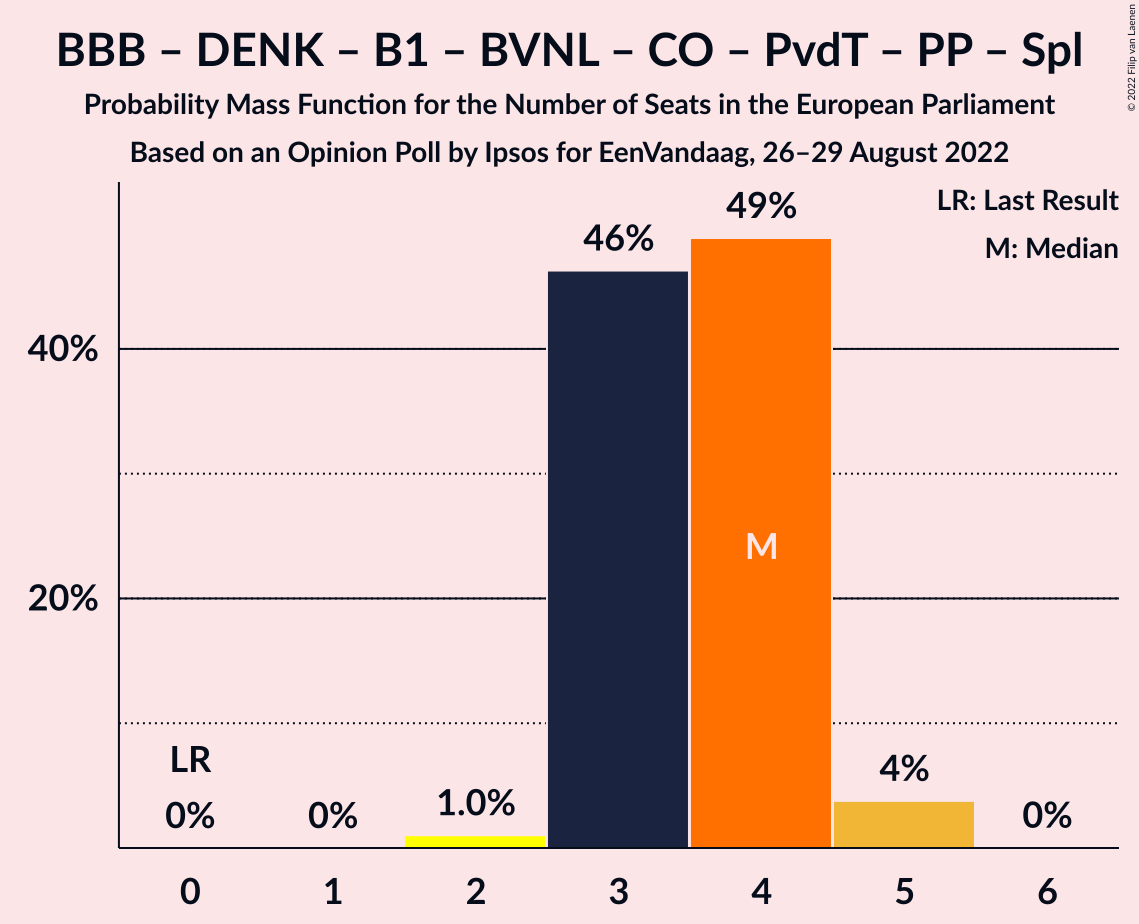 BBB – DENK – B1 – BVNL – CO – PvdT – PP – Spl
Probability Mass Function for the Number of Seats in the European Parliament
Based on an Opinion Poll by Ipsos for EenVandaag, 26–29 August 2022
© 2022 Filip van Laenen
LR: Last Result
M: Median
49%
46%
40%
M
20%
LR
0%
0%
1.0%
4%
0%
0 1 2 3 4 5 6